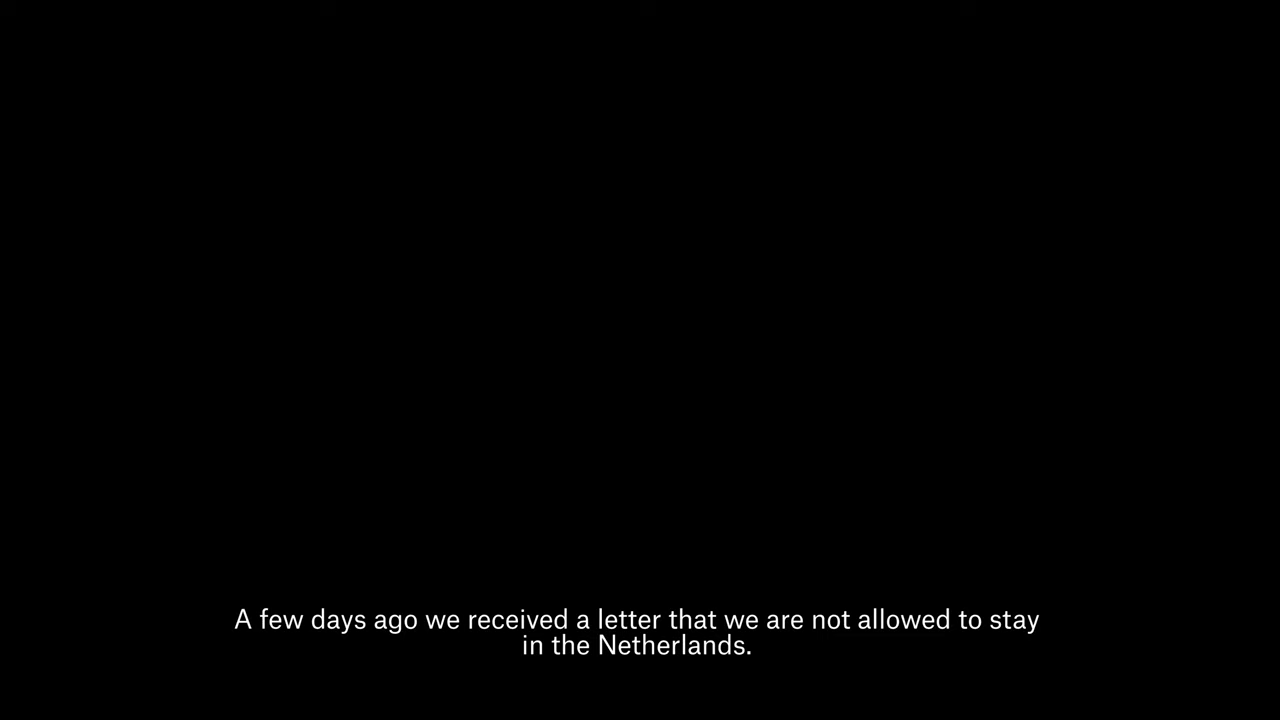 A few days ago we received a letter that we are not allowed to stay
in the Netherlands.